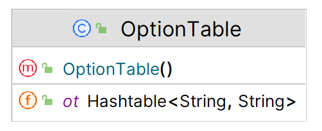 OptionTable
OptionTable()
ot Hashtable<String, String>